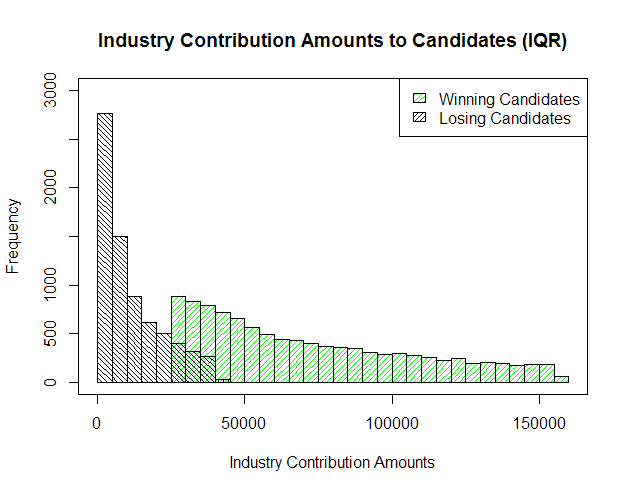 Industry Contribution Amounts to Candidates (IQR)
Winning Candidates
Losing Candidates
Frequency
3000
2000
1000
500
0
0 50000 100000 150000
Industry Contribution Amounts